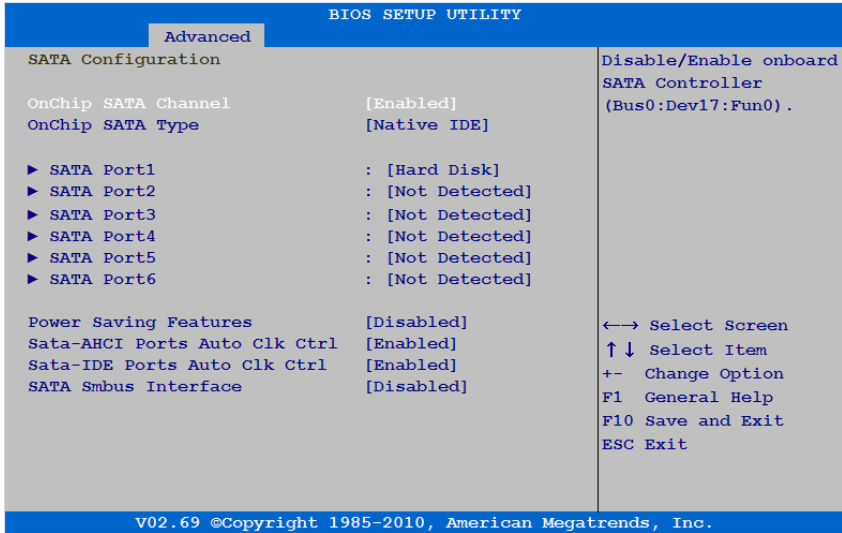 BIOS SETUP UTILITY
Advanced
SATA Configuration
OnChip SATA Channel [Enabled]
OnChip SATA Type [Native IDE]
► SATA Port1 : [Hard Disk]
► SATA Port2 : [Not Detected]
► SATA Port3 : [Not Detected]
► SATA Port4 : [Not Detected]
► SATA Port5 : [Not Detected]
► SATA Port6 : [Not Detected]
Power Saving Features [Disabled]
Sata-AHCI Ports Auto Clk Ctrl [Enabled]
Sata-IDE Ports Auto Clk Ctrl [Enabled]
SATA Smbus Interface [Disabled]
Disable/Enable onboard
SATA Controller
(Bus0:Dev17:Fun0).
←→ Select Screen
↑↓ Select Item
+- Change Option
F1 General Help
F10 Save and Exit
ESC Exit
V02.69 ©Copyright 1985-2010, American Megatrends, Inc.